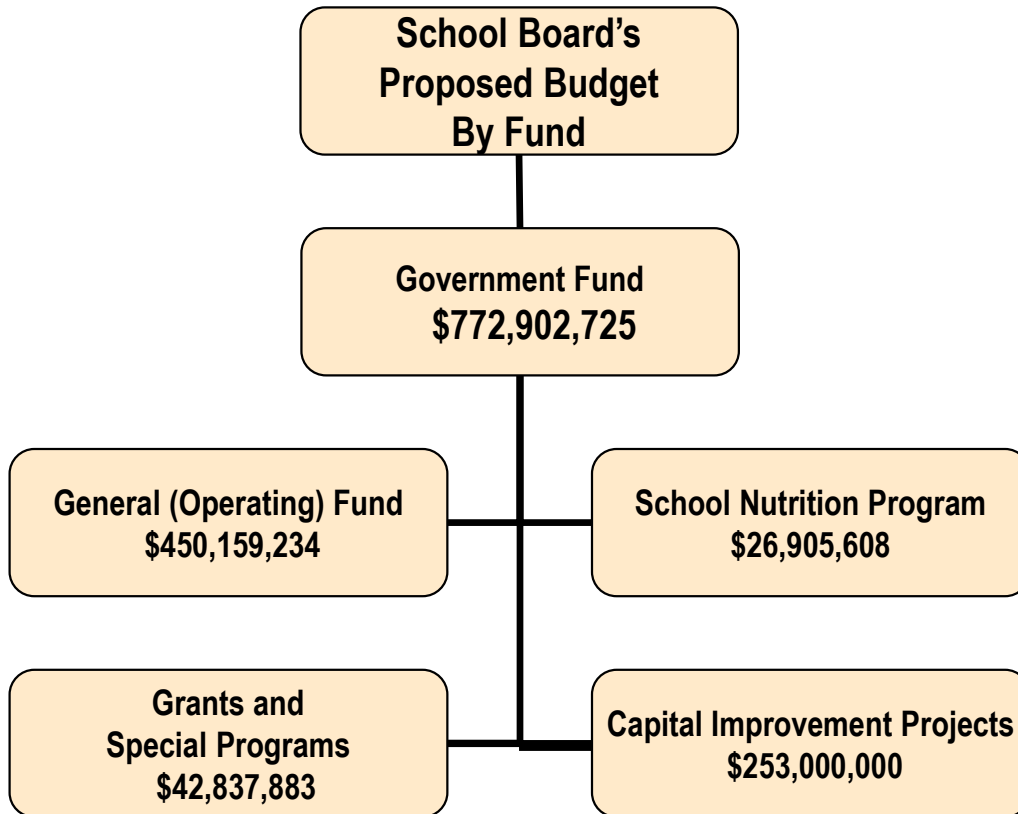 School Board’s
Proposed Budget
By Fund
Government Fund
$772,902,725
General (Operating) Fund
$450,159,234
School Nutrition Program
$26,905,608
Grants and
Special Programs
$42,837,883
Capital Improvement Projects
$253,000,000